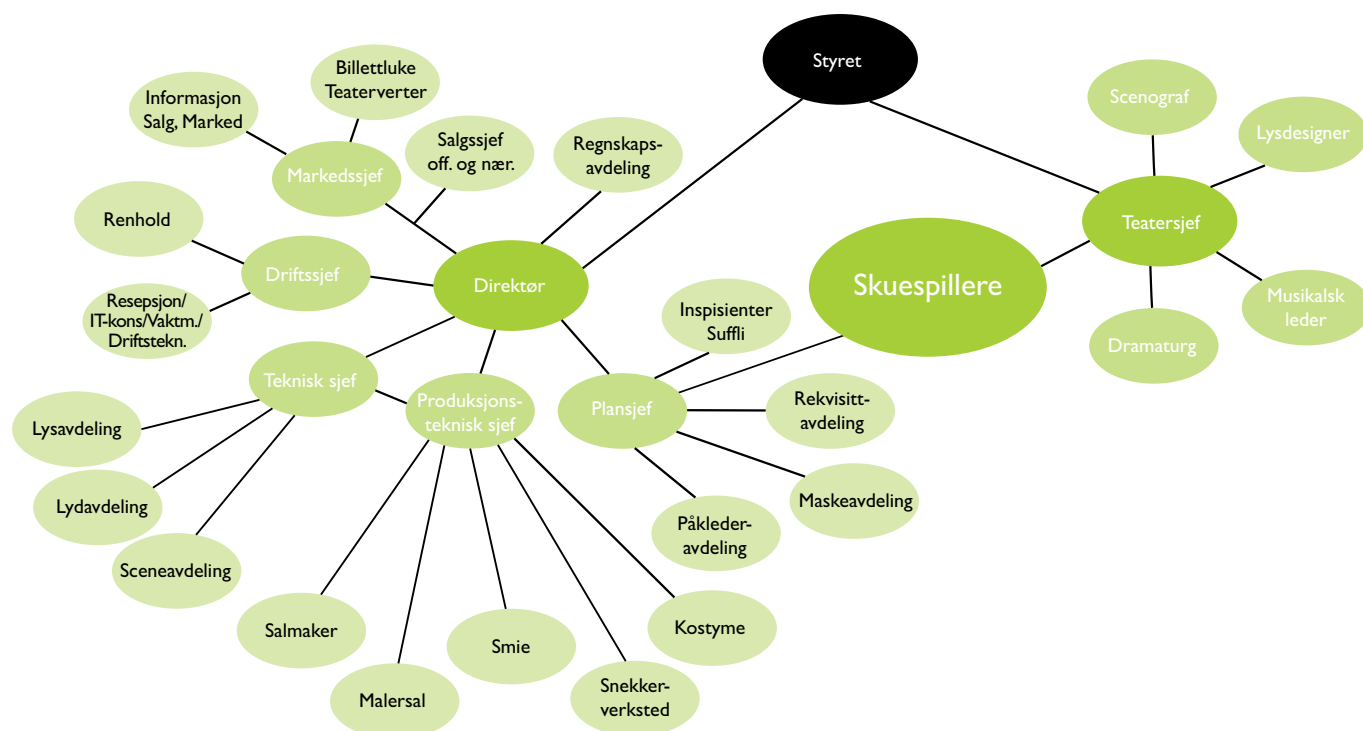 Styret
Billettluke
Teaterverter
Informasjon
Salg, Marked
Scenograf
Lysdesigner
Salgssjef
off. og nær.
Regnskaps-
avdeling
Markedssjef
Renhold
Teatersjef
Driftssjef
Direktør
Skuespillere
Resepsjon/
IT-kons/Vaktm./
Driftstekn.
Inspisienter
Suffli
Musikalsk
leder
Dramaturg
Teknisk sjef
Produksjons-
teknisk sjef
Plansjef
Rekvisitt-
avdeling
Lysavdeling
Lydavdeling
Sceneavdeling
Maskeavdeling
Påkleder-
avdeling
Salmaker
Malersal
Smie
Snekker-
verksted
Kostyme